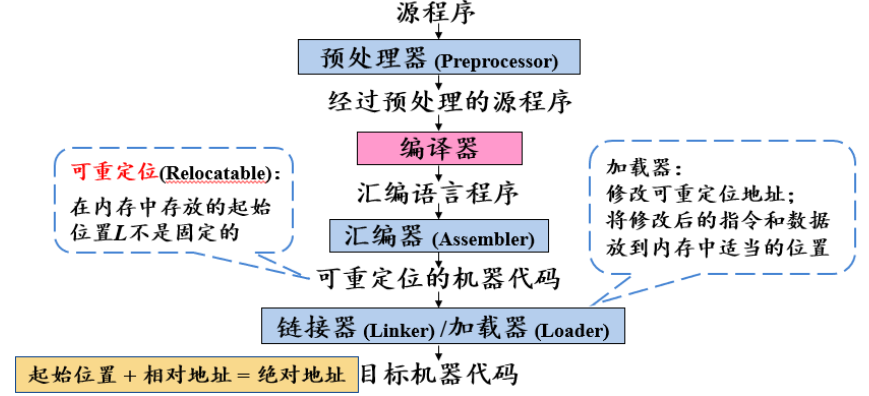 源程序
预处理器 (Preprocessor)
经过预处理的源程序
编译器
可重定位(Relocatable)：
在内存中存放的起始
位置L不是固定的
加载器：
修改可重定位地址；
将修改后的指令和数据
放到内存中适当的位置
汇编语言程序
汇编器 (Assembler)
可重定位的机器代码
链接器 (Linker) /加载器 (Loader)
起始位置 + 相对地址 = 绝对地址
目标机器代码